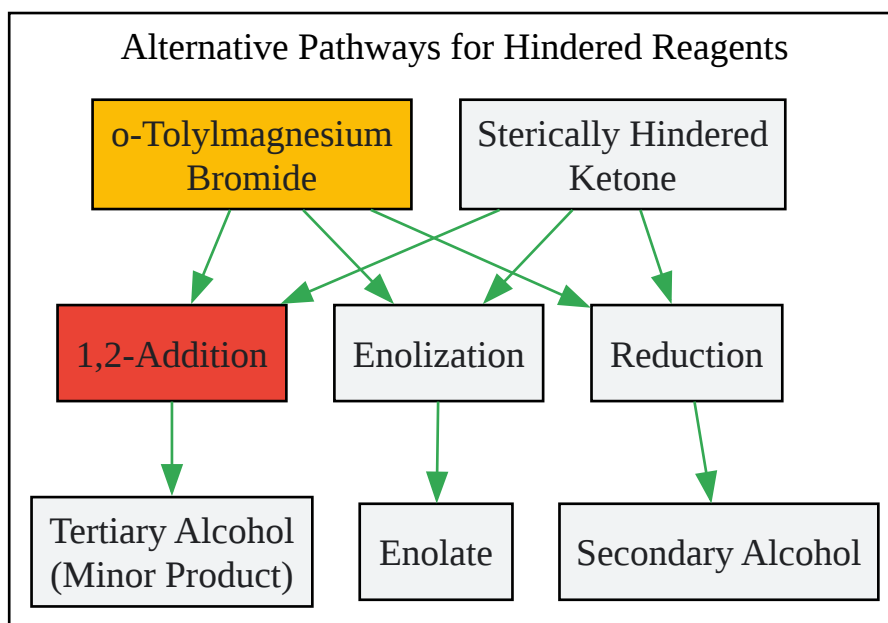 Alternative Pathways for Hindered Reagents
o-Tolylmagnesium
Bromide
Sterically Hindered
Ketone
1,2-Addition
Enolization
Reduction
Tertiary Alcohol
(Minor Product)
Enolate
Secondary Alcohol